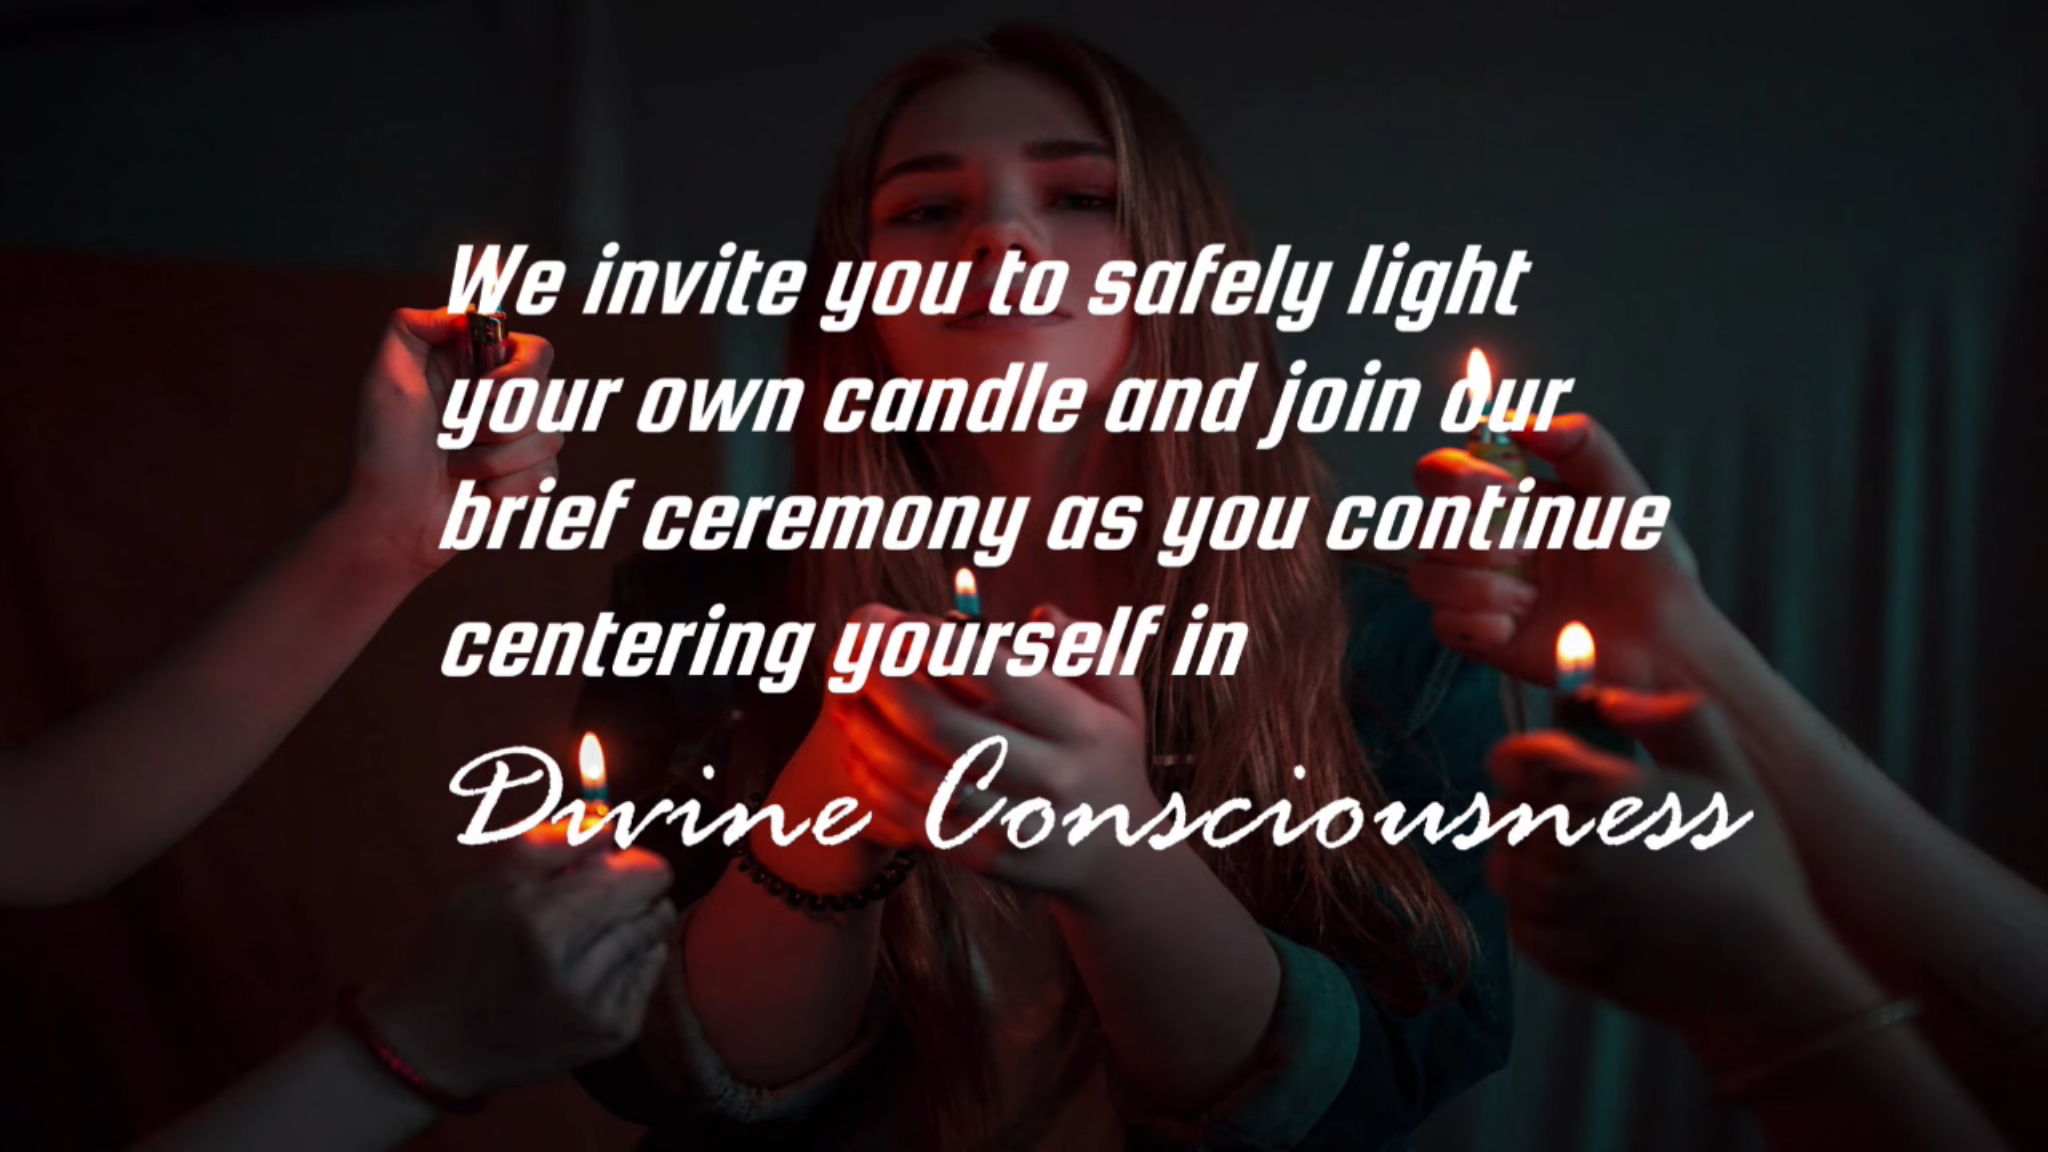 We invite you to safely light
your own candle and join our
brief ceremony as you continue
centering yourself in
Divine Consciousness